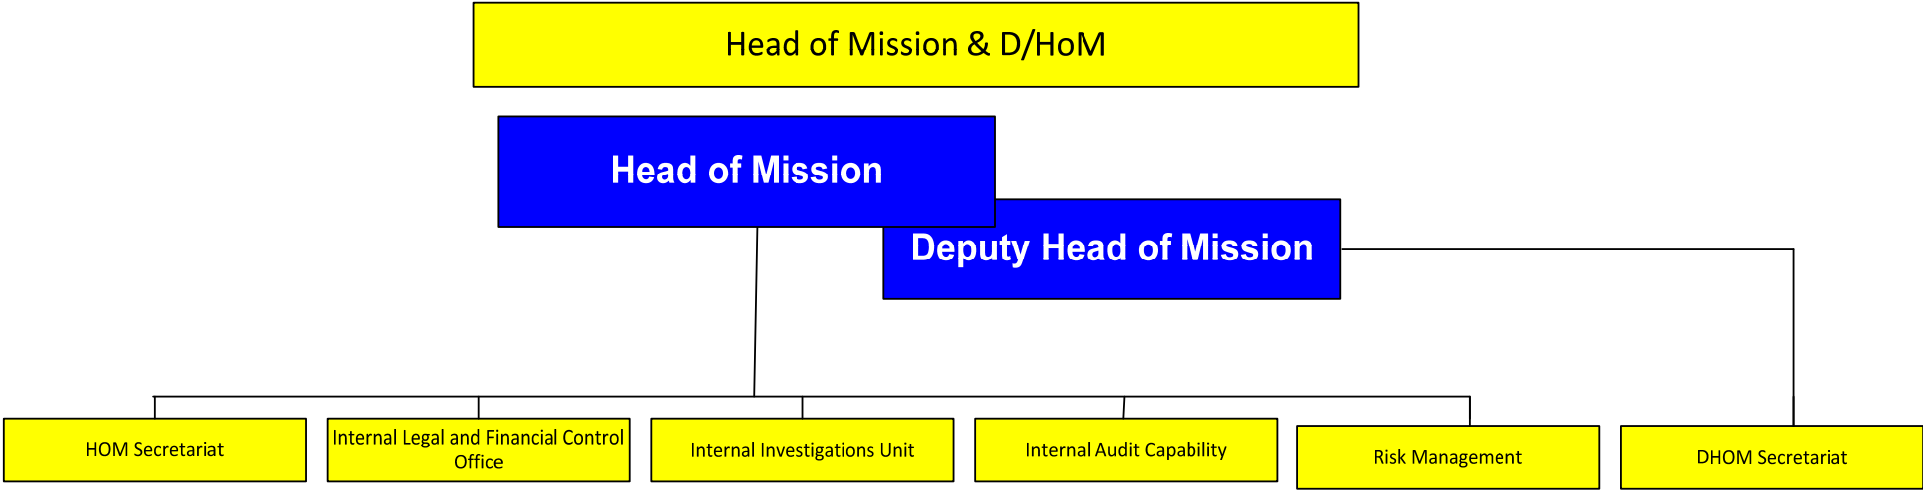 Head of Mission & D/HoM
Head of Mission
Deputy Head of Mission
HOM Secretariat
Internal Legal and Financial Control
Office
Internal Investigations Unit
Internal Audit Capability
Risk Management
DHOM Secretariat